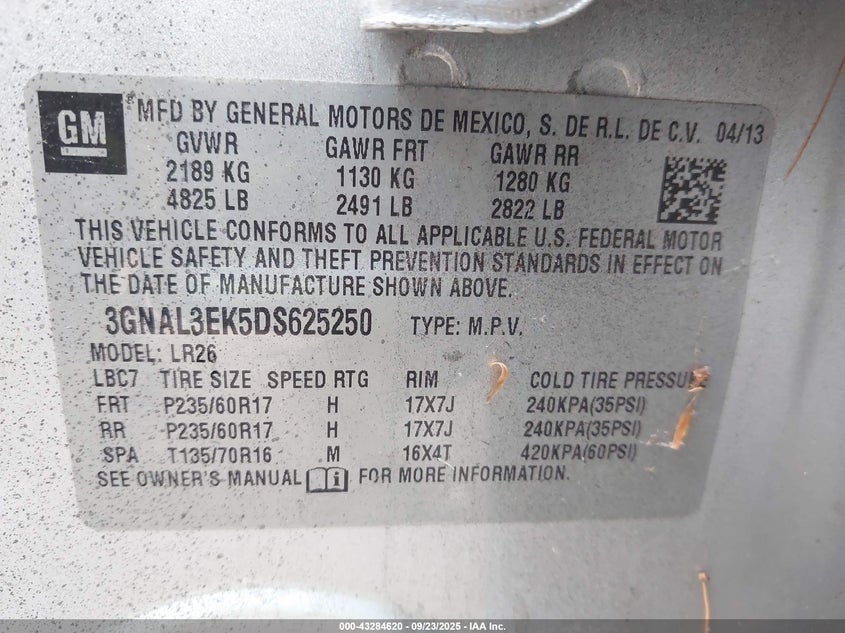 GM
MFD BY GENERAL MOTORS DE MEXICO, S. DE R.L. DE C.V. 04/13
GVWR GAWR FRT GAWR RR
2189 KG 1130 KG 1280 KG
4825 LB 2491 LB 2822 LB
THIS VEHICLE CONFORMS TO ALL APPLICABLE U.S. FEDERAL MOTOR
VEHICLE SAFETY AND THEFT PREVENTION STANDARDS IN EFFECT ON
THE DATE OF MANUFACTURE SHOWN ABOVE.
3GNAL3EK5DS625250 TYPE: M.P.V.
MODEL: LR26
LBC7 TIRE SIZE SPEED RTG RIM COLD TIRE PRESSURE
FRT P235/60R17 H 17X7J 240KPA(35PSI)
RR P235/60R17 H 17X7J 240KPA(35PSI)
SPA T135/70R16 M 16X4T 420KPA(60PSI)
SEE OWNER'S MANUAL FOR MORE INFORMATION.
000-43284620 - 09/23/2025 - IAA Inc.